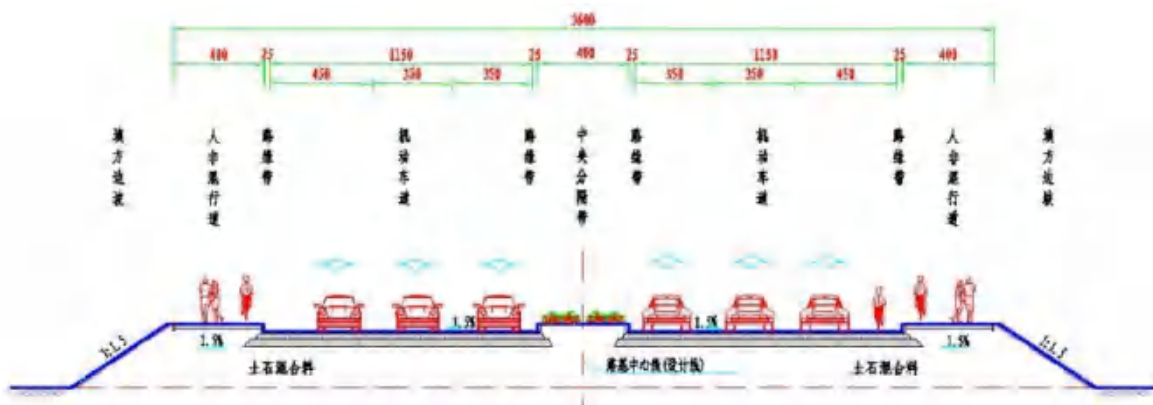 3600
400 25 1150 25 400 25 1150 25 400
450 350 350 350 350 450
填方边坡
人非混行道
路缘带
机动车道
路缘带
中央分隔带
路缘带
机动车道
路缘带
人非混行道
填方边坡
1:1.5
1.5%
1.5%
1.5%
1.5%
1:1.5
土石混合料
路基中心线(设计线)
土石混合料